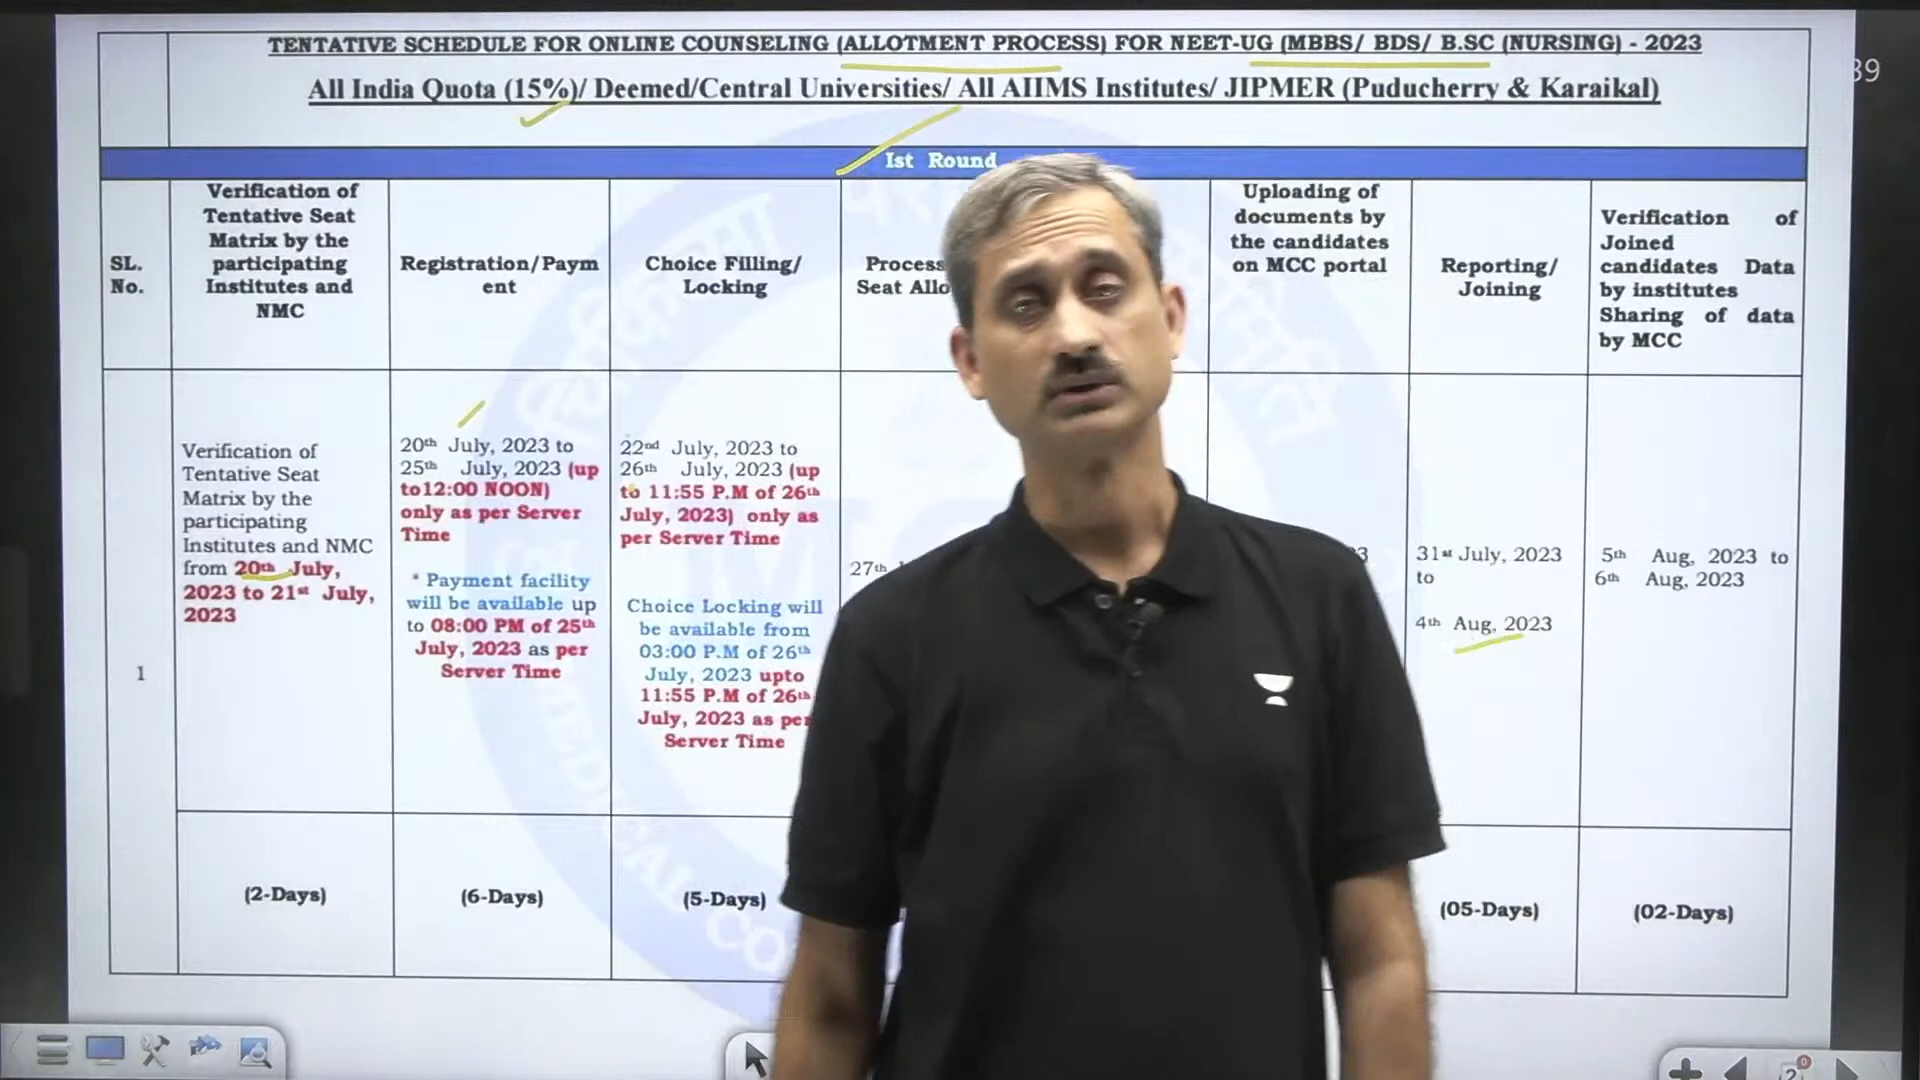 TENTATIVE SCHEDULE FOR ONLINE COUNSELING (ALLOTMENT PROCESS) FOR NEET-UG (MBBS/ BDS/ B.SC (NURSING) - 2023
All India Quota (15%)/ Deemed/Central Universities/ All AIIMS Institutes/ JIPMER (Puducherry & Karaikal)
39
Ist Round
SL.
No.
Verification of
Tentative Seat
Matrix by the
participating
Institutes and
NMC
Registration/Paym
ent
Choice Filling/
Locking
Process
Seat Allo
Uploading of
documents by
the candidates
on MCC portal
Reporting/
Joining
Verification of
Joined
candidates Data
by institutes
Sharing of data
by MCC
1
Verification of
Tentative Seat
Matrix by the
participating
Institutes and NMC
from 20th July,
2023 to 21st July,
2023
20th July, 2023 to
25th July, 2023 (up
to12:00 NOON)
only as per Server
Time
* Payment facility
will be available up
to 08:00 PM of 25th
July, 2023 as per
Server Time
22nd July, 2023 to
26th July, 2023 (up
to 11:55 P.M of 26th
July, 2023) only as
per Server Time
Choice Locking will
be available from
03:00 P.M of 26th
July, 2023 upto
11:55 P.M of 26th
July, 2023 as per
Server Time
27th
3
31st July, 2023
to
4th Aug, 2023
5th Aug, 2023 to
6th Aug, 2023
(2-Days)
(6-Days)
(5-Days)
(05-Days)
(02-Days)